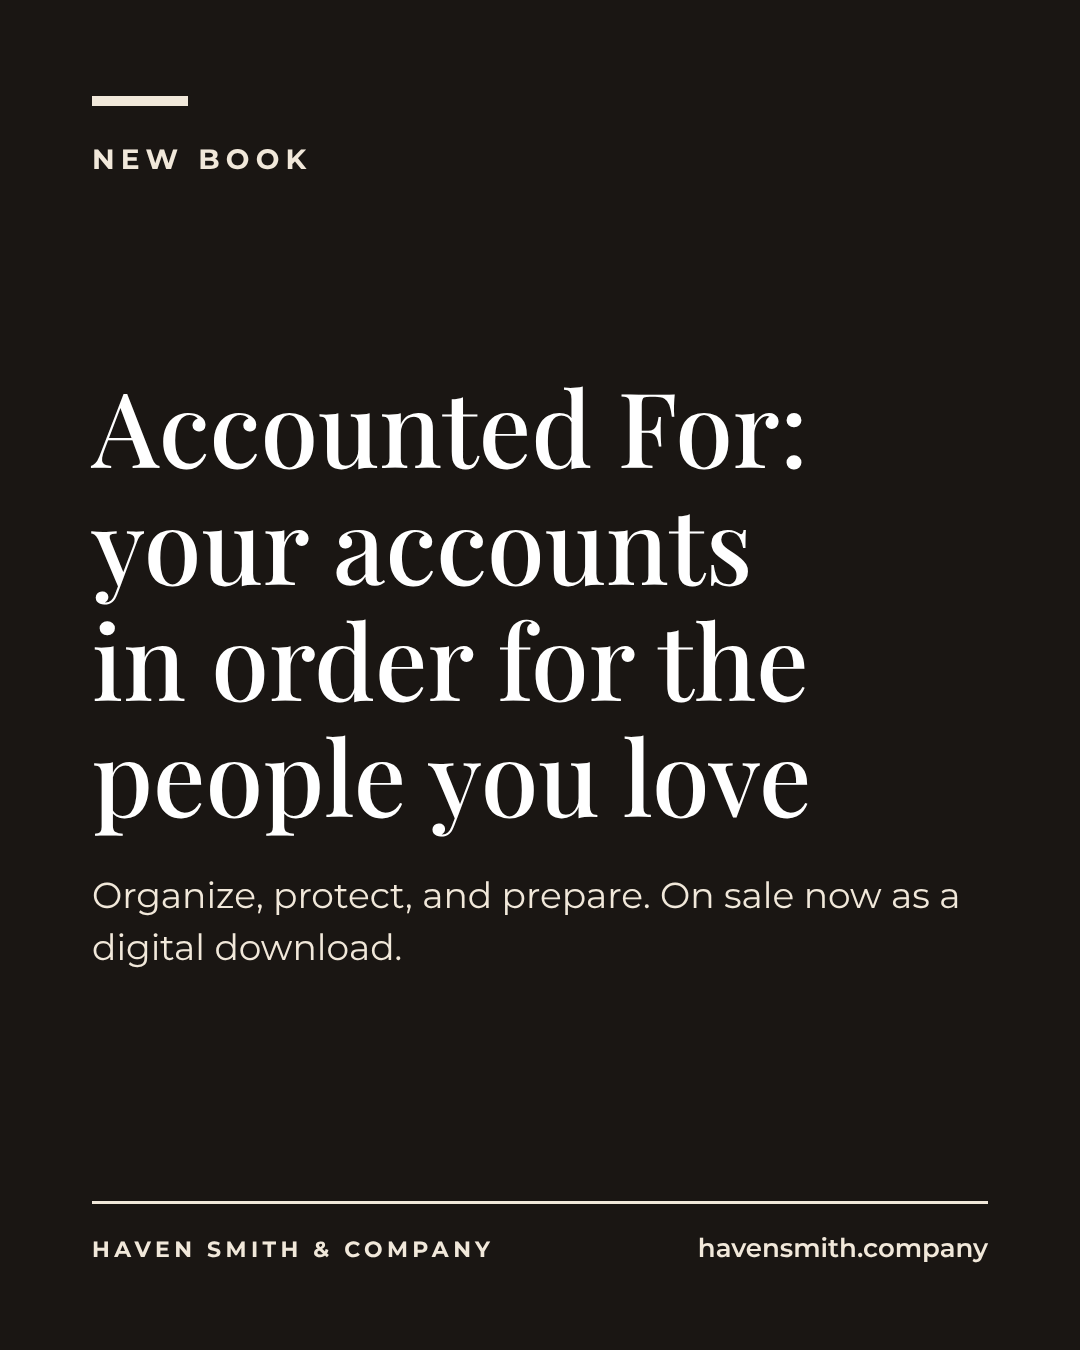 NEW BOOK
Accounted For:
your accounts
in order for the
people you love
Organize, protect, and prepare. On sale now as a
digital download.
HAVEN SMITH & COMPANY
havensmith.company